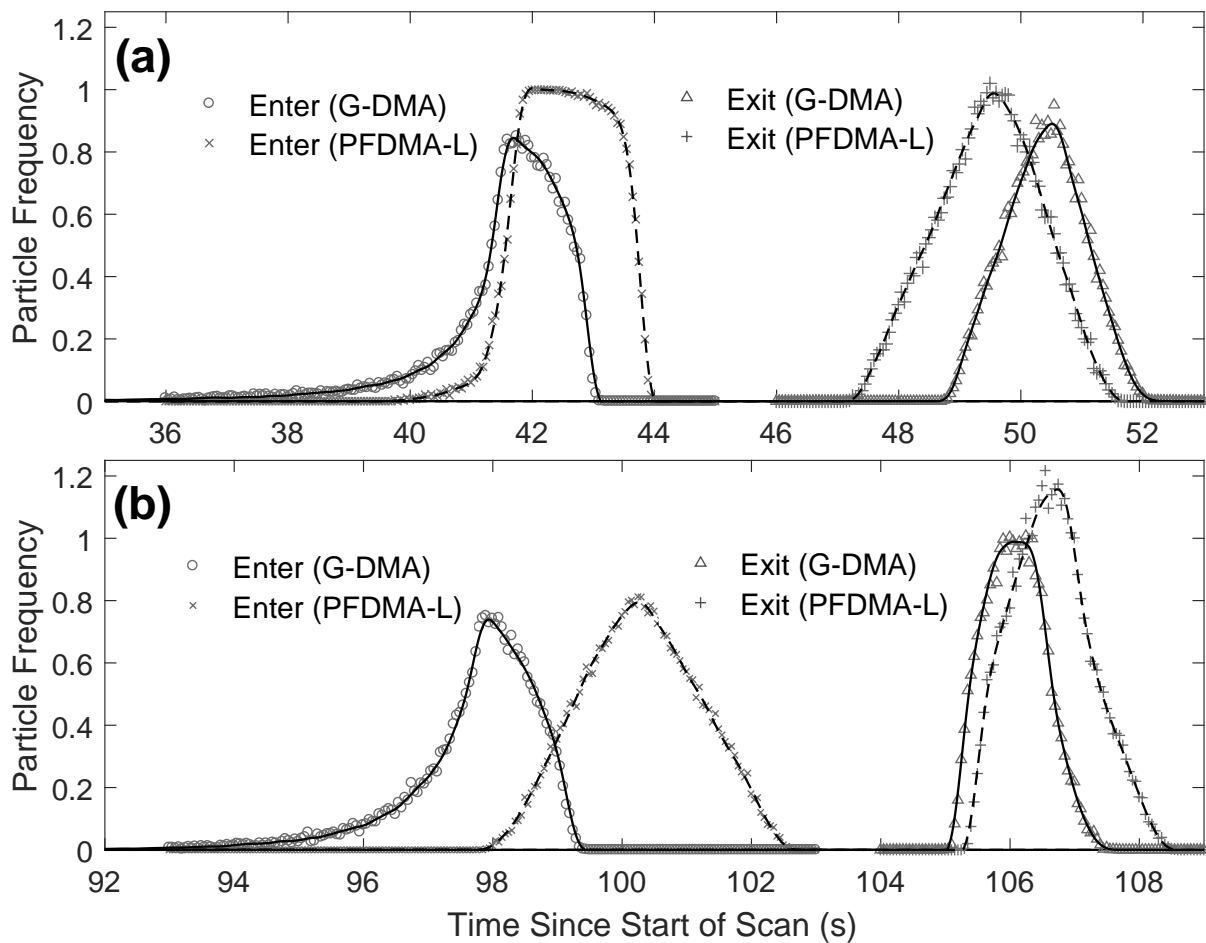 (a)
Enter (G-DMA)
Enter (PFDMA-L)
Exit (G-DMA)
Exit (PFDMA-L)
Particle Frequency
1.2
1
0.8
0.6
0.4
0.2
0
36 38 40 42 44 46 48 50 52
(b)
Enter (G-DMA)
Enter (PFDMA-L)
Exit (G-DMA)
Exit (PFDMA-L)
Particle Frequency
1.2
1
0.8
0.6
0.4
0.2
0
92 94 96 98 100 102 104 106 108
Time Since Start of Scan (s)